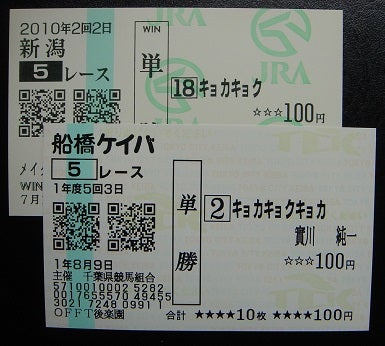 2010年2回2日
新潟
5 レース
WIN
単
18 キョカキョク
☆☆☆100円
JRA
JRA
WIN
船橋ケイバ
5 レース
1年度5回3日
単勝
2 キョカキョクキョカ
實川 純一
☆☆☆100円
1年8月9日
主催 千葉県競馬組合
5710010002 5282
0017655570 49455
3021 7248 0991 1
OFFT後楽園
合計 ★★★★10枚 ★★★★100円